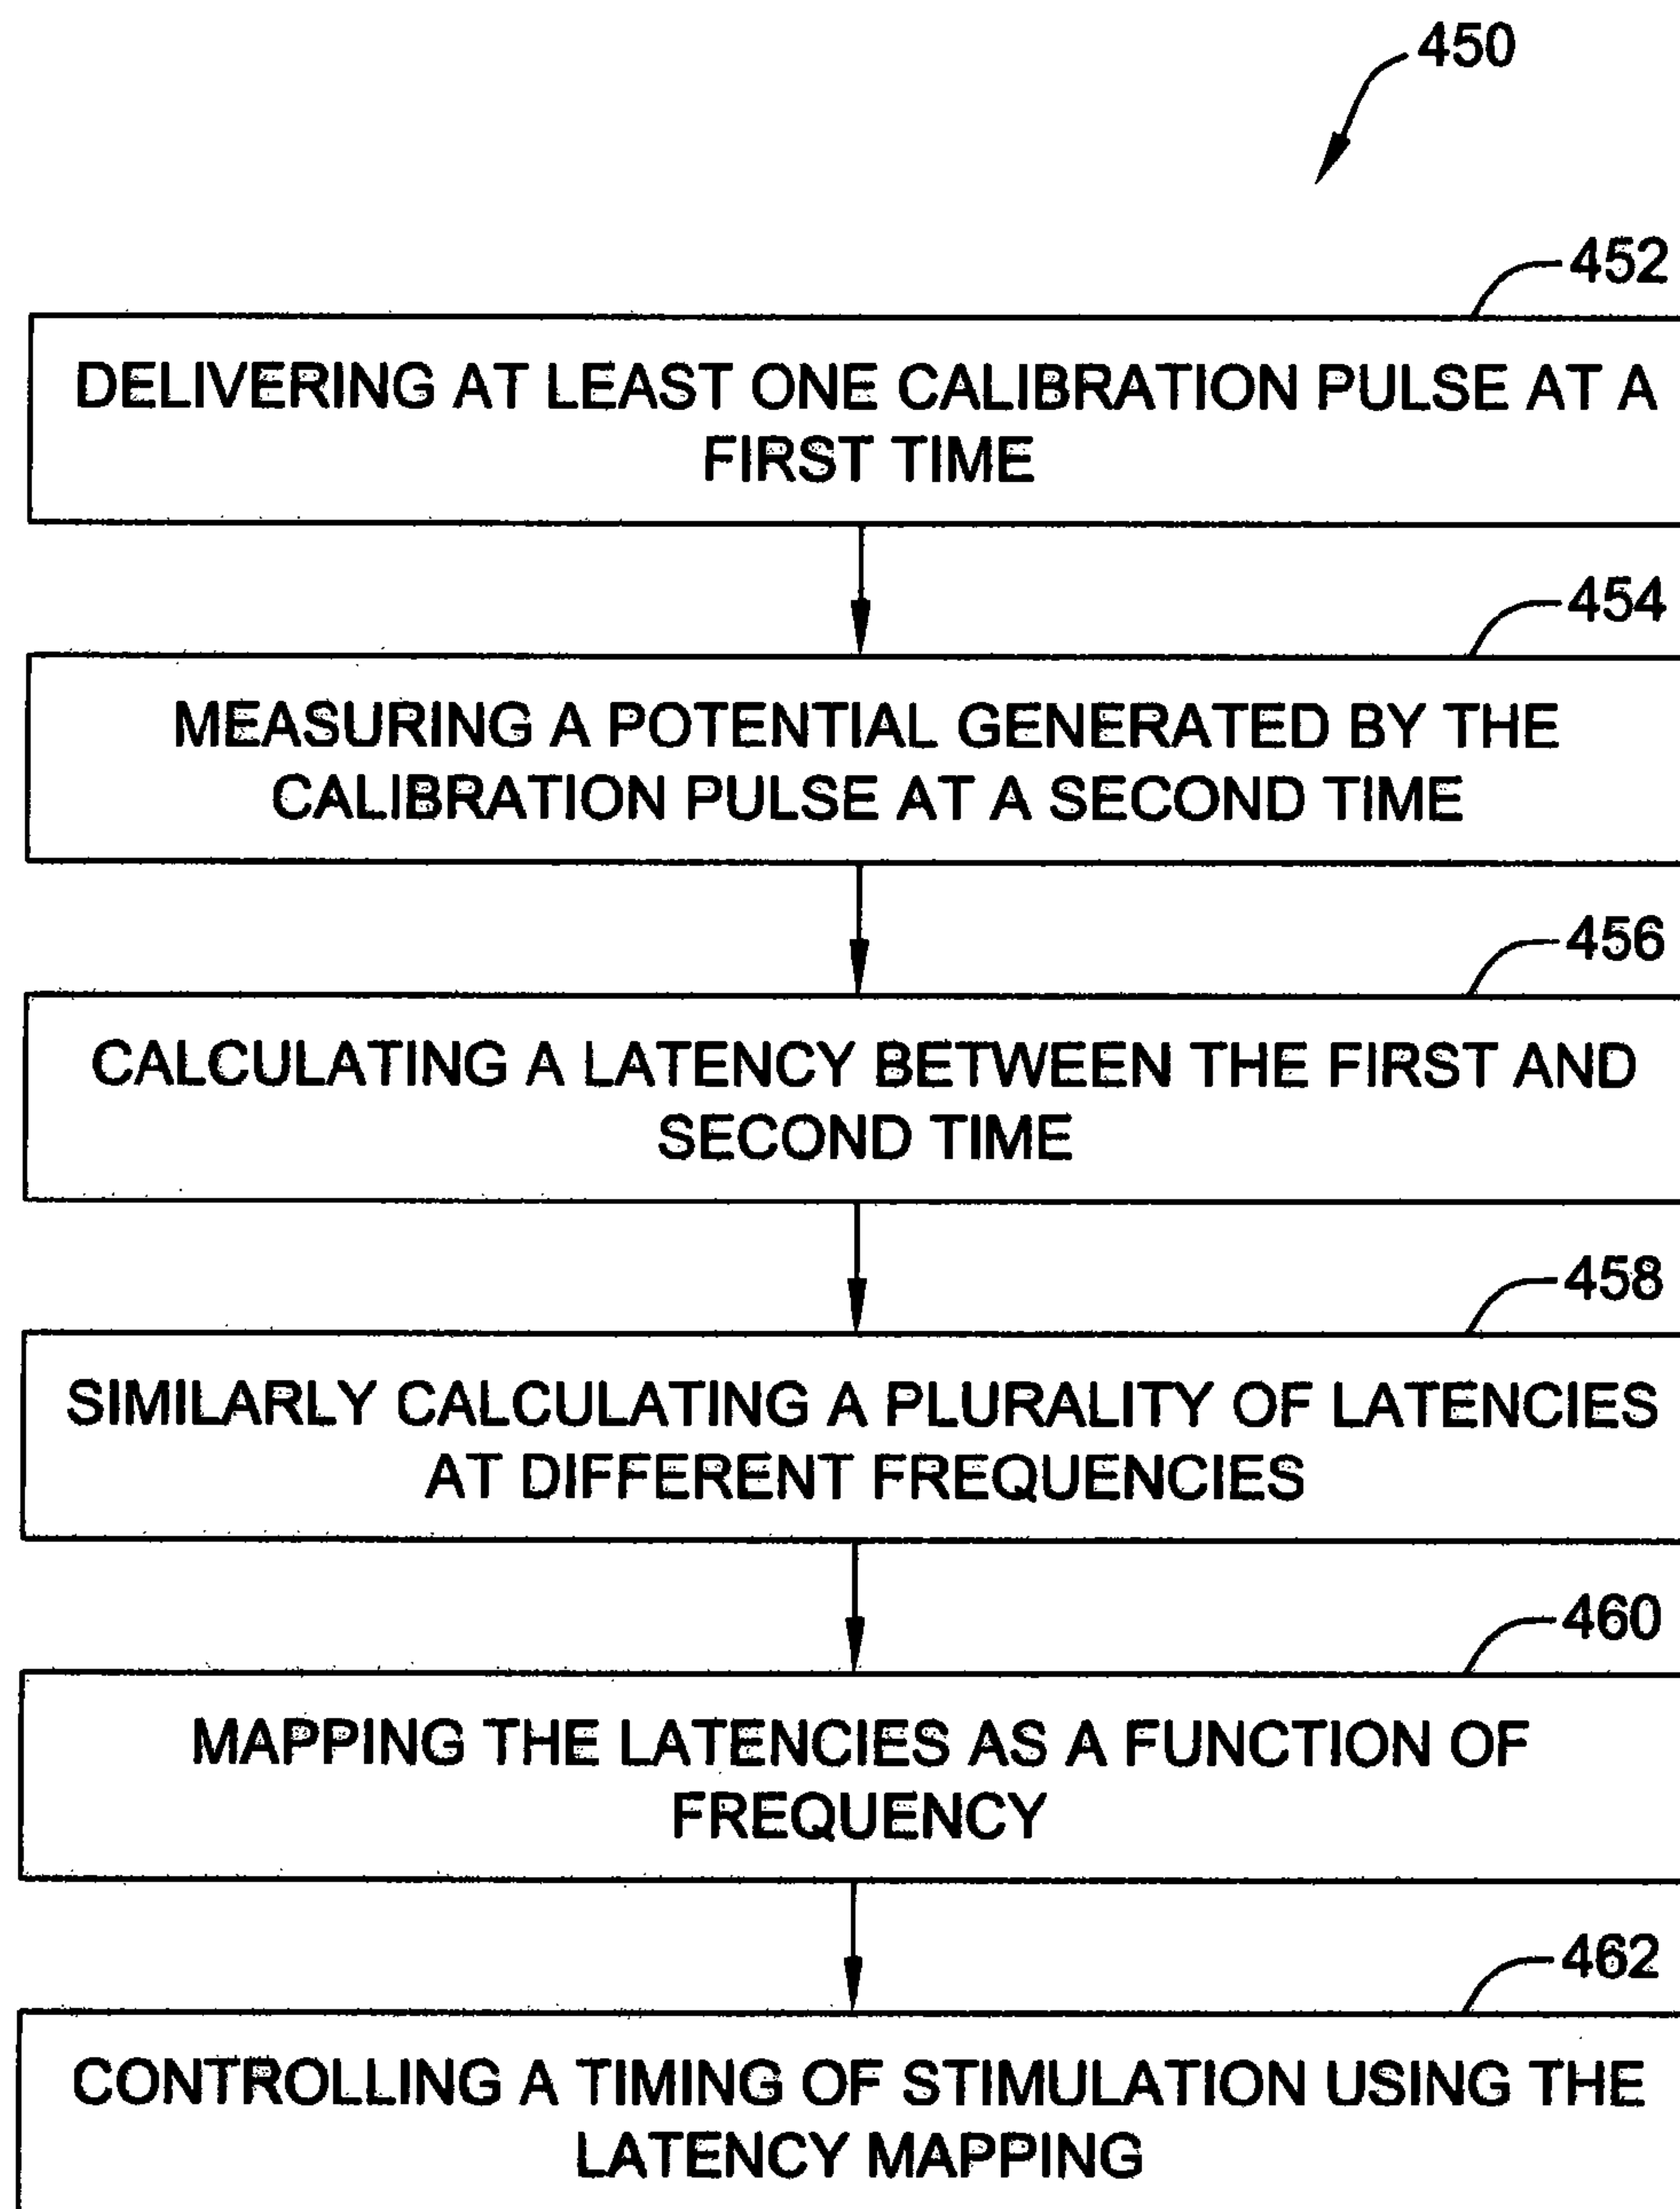 450
452
DELIVERING AT LEAST ONE CALIBRATION PULSE AT A
FIRST TIME
454
MEASURING A POTENTIAL GENERATED BY THE
CALIBRATION PULSE AT A SECOND TIME
456
CALCULATING A LATENCY BETWEEN THE FIRST AND
SECOND TIME
458
SIMILARLY CALCULATING A PLURALITY OF LATENCIES
AT DIFFERENT FREQUENCIES
460
MAPPING THE LATENCIES AS A FUNCTION OF
FREQUENCY
462
CONTROLLING A TIMING OF STIMULATION USING THE
LATENCY MAPPING